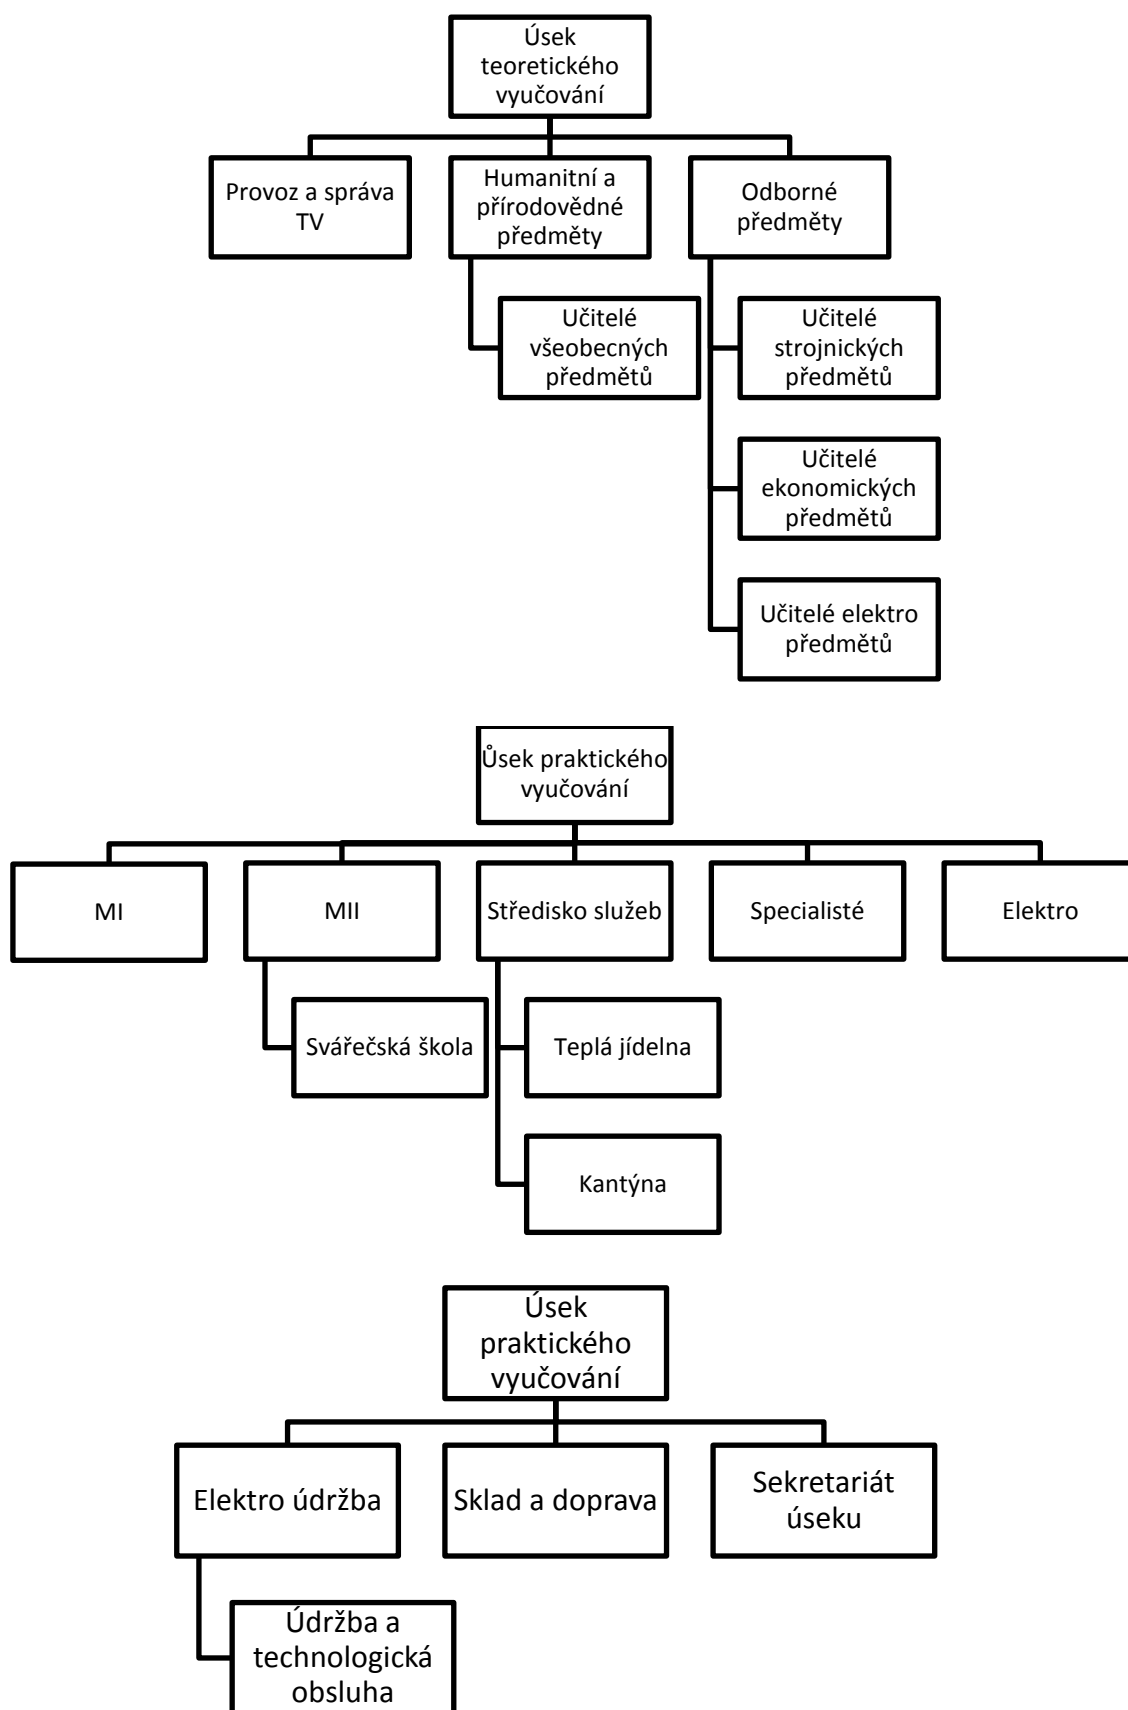 Úsek
teoretického
vyučování
Provoz a správa
TV
Humanitní a
přírodovědné
předměty
Odborné
předměty
Učitelé
všeobecných
předmětů
Učitelé
strojnických
předmětů
Učitelé
ekonomických
předmětů
Učitelé elektro
předmětů
Ůsek praktického
vyučování
MI
MII
Středisko služeb
Specialisté
Elektro
Svářečská škola
Teplá jídelna
Kantýna
Úsek
praktického
vyučování
Elektro údržba
Sklad a doprava
Sekretariát
úseku
Údržba a
technologická
obsluha